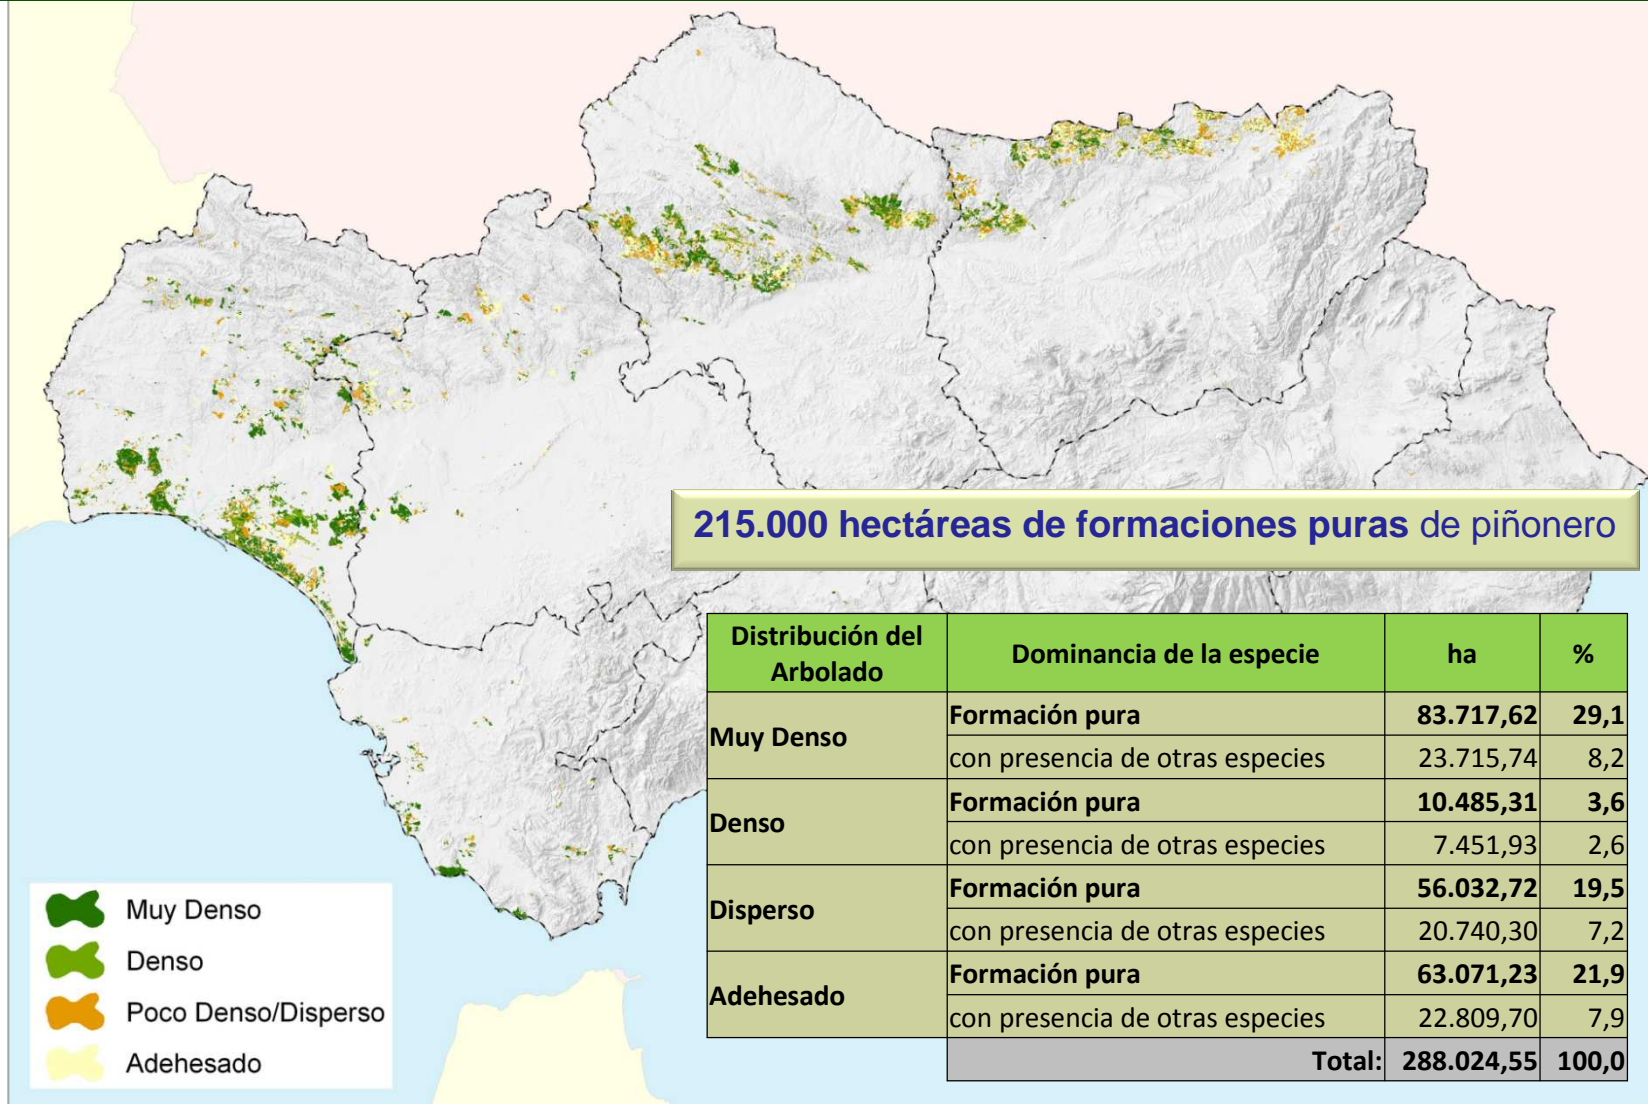 215.000 hectáreas de formaciones puras de piñonero
Distribución del Arbolado Dominancia de la especie ha %
Muy Denso Formación pura 83.717,62 29,1
con presencia de otras especies 23.715,74 8,2
Denso Formación pura 10.485,31 3,6
con presencia de otras especies 7.451,93 2,6
Disperso Formación pura 56.032,72 19,5
con presencia de otras especies 20.740,30 7,2
Adehesado Formación pura 63.071,23 21,9
con presencia de otras especies 22.809,70 7,9
Total: 288.024,55 100,0
Muy Denso
Denso
Poco Denso/Disperso
Adehesado